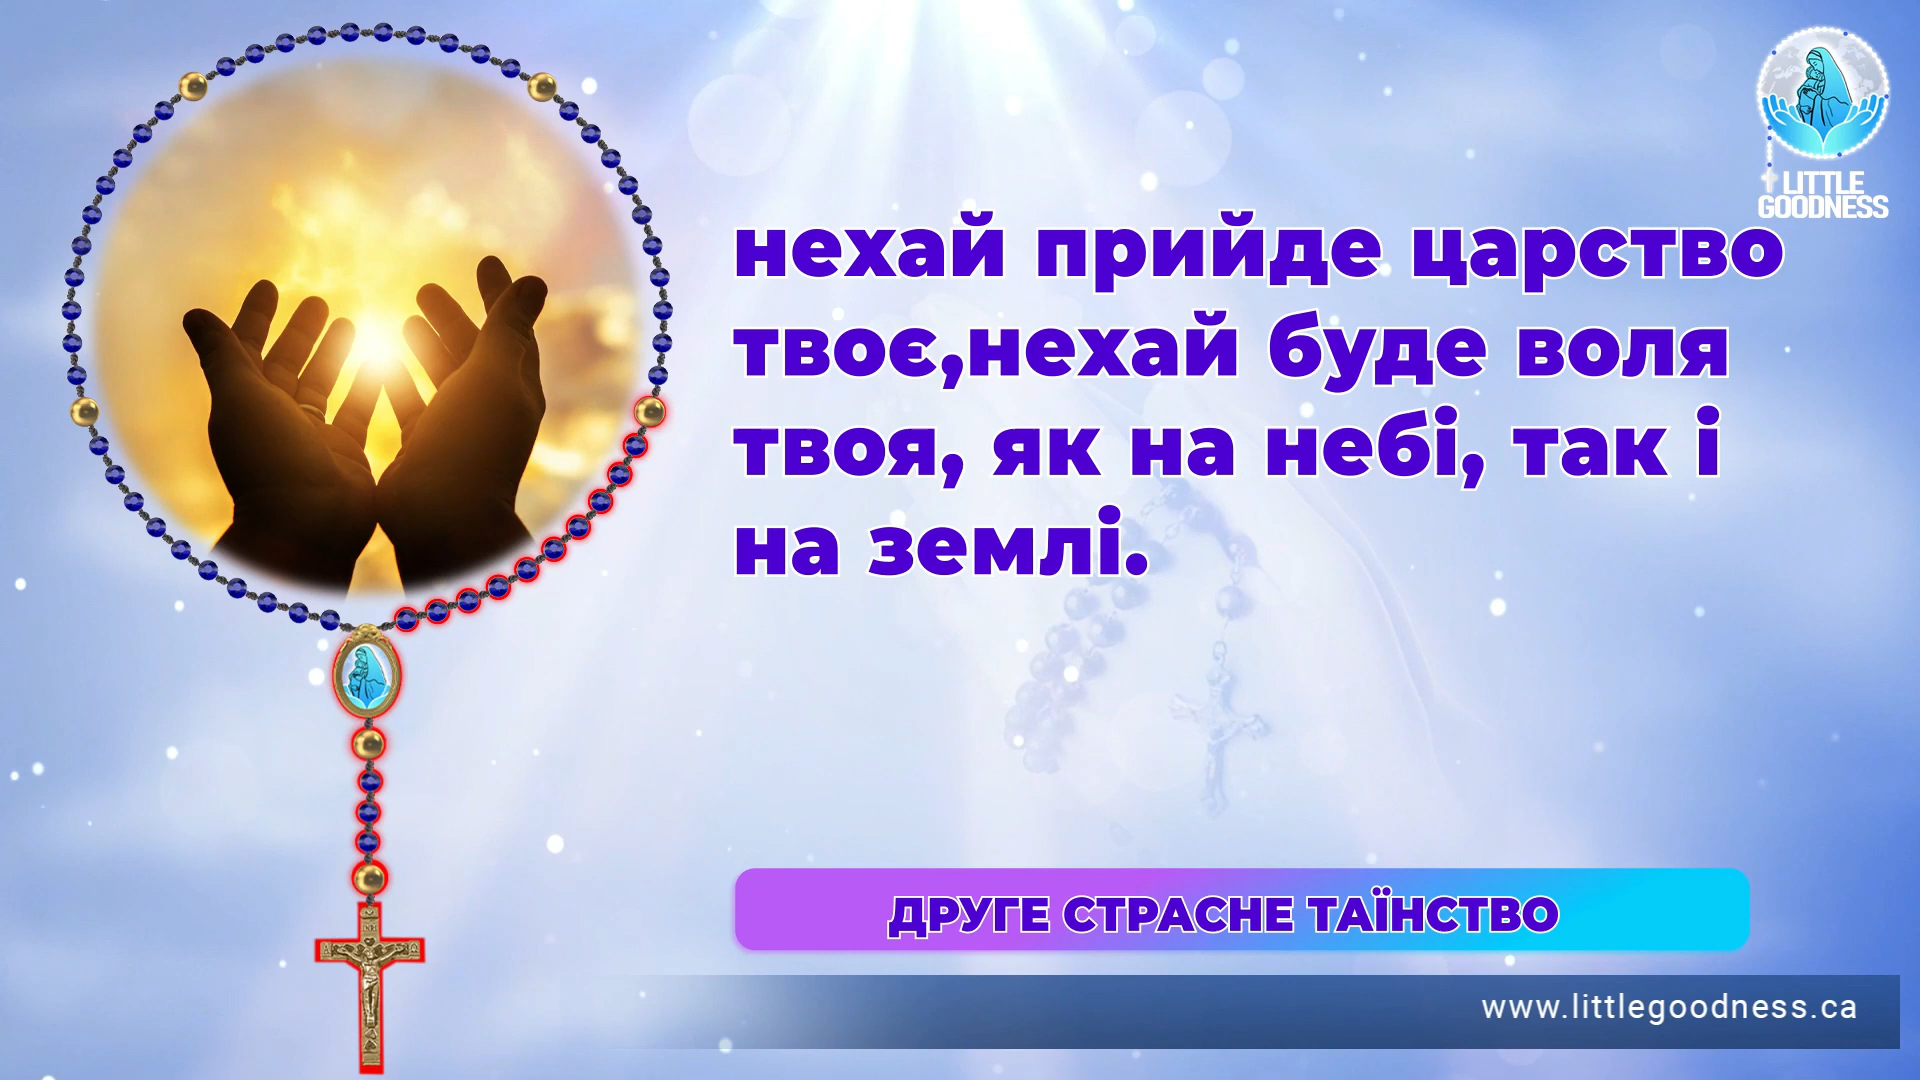 LITTLE
GOODNESS
нехай прийде царство
твоє,нехай буде воля
твоя, як на небі, так і
на землі.
ДРУГЕ СТРАСНЕ ТАЇНСТВО
www.littlegoodness.ca